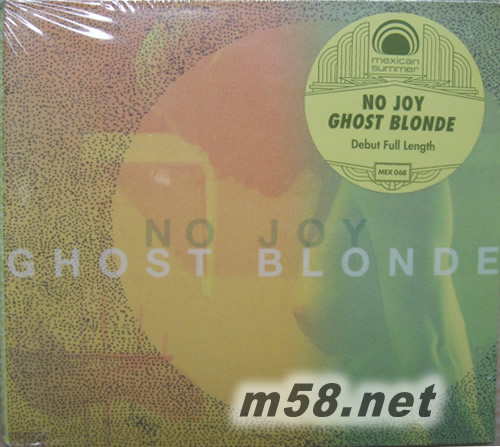 mexican
summer
NO JOY
GHOST BLONDE
Debut Full Length
MEX 068
NO JOY
GHOST BLONDE
m58.net